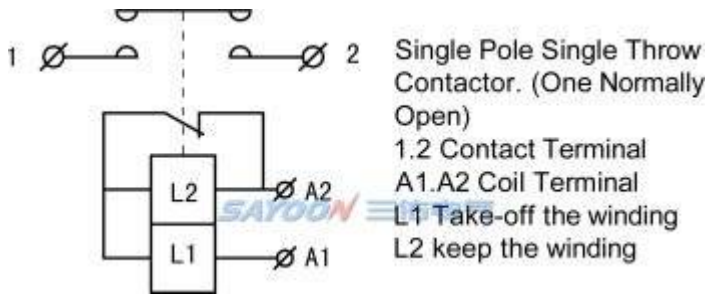 1
2
Single Pole Single Throw
Contactor. (One Normally
Open)
1.2 Contact Terminal
A1.A2 Coil Terminal
L1 Take-off the winding
L2 keep the winding
L2
A2
SAYOON
L1
A1